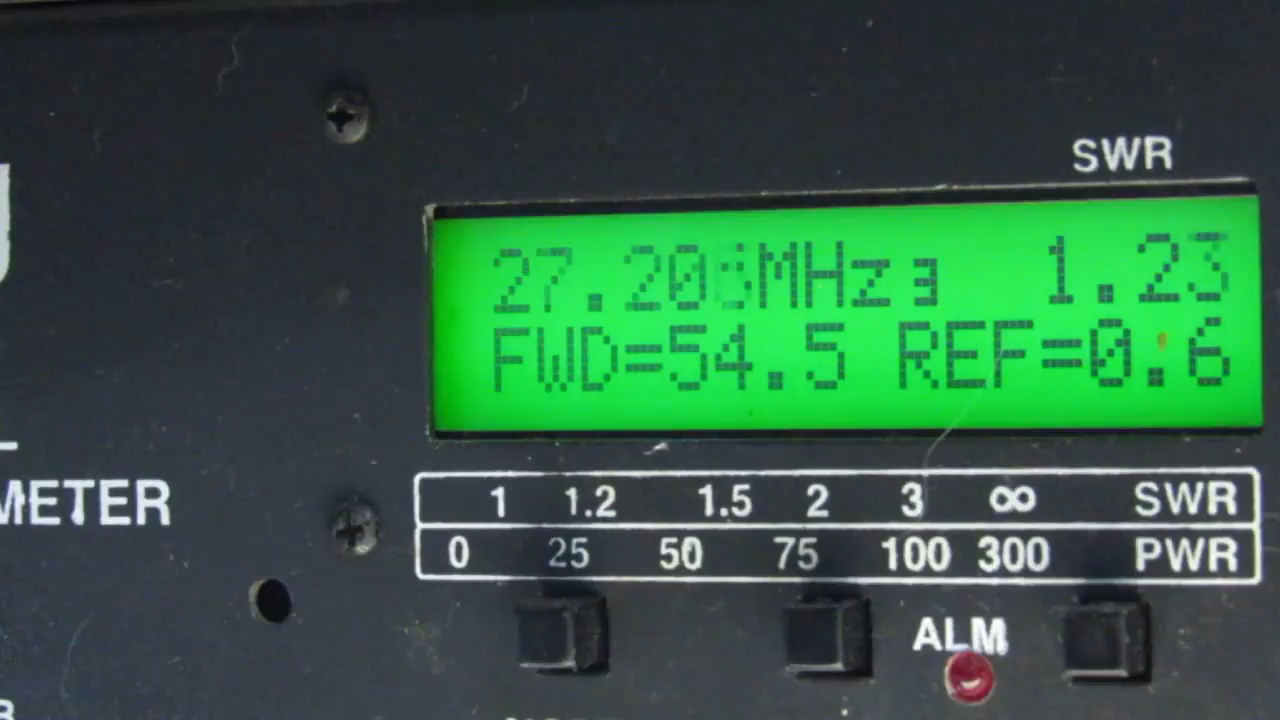 SWR
27.206MHz 1.23
FWD=54.5 REF=0.6
METER
1 1.2 1.5 2 3 ∞ SWR
0 25 50 75 100 300 PWR
ALM